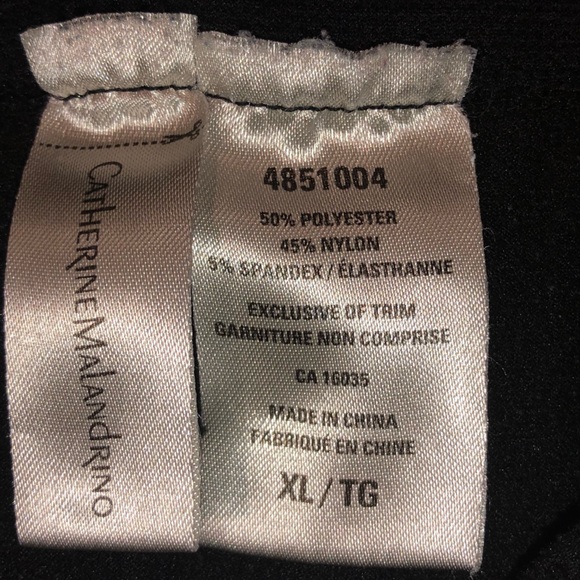 Catherine Malandrino
4851004
50% POLYESTER
45% NYLON
5% SPANDEX / ÉLASTHANNE
EXCLUSIVE OF TRIM
GARNITURE NON COMPRISE
CA 16035
MADE IN CHINA
FABRIQUE EN CHINE
XL / TG